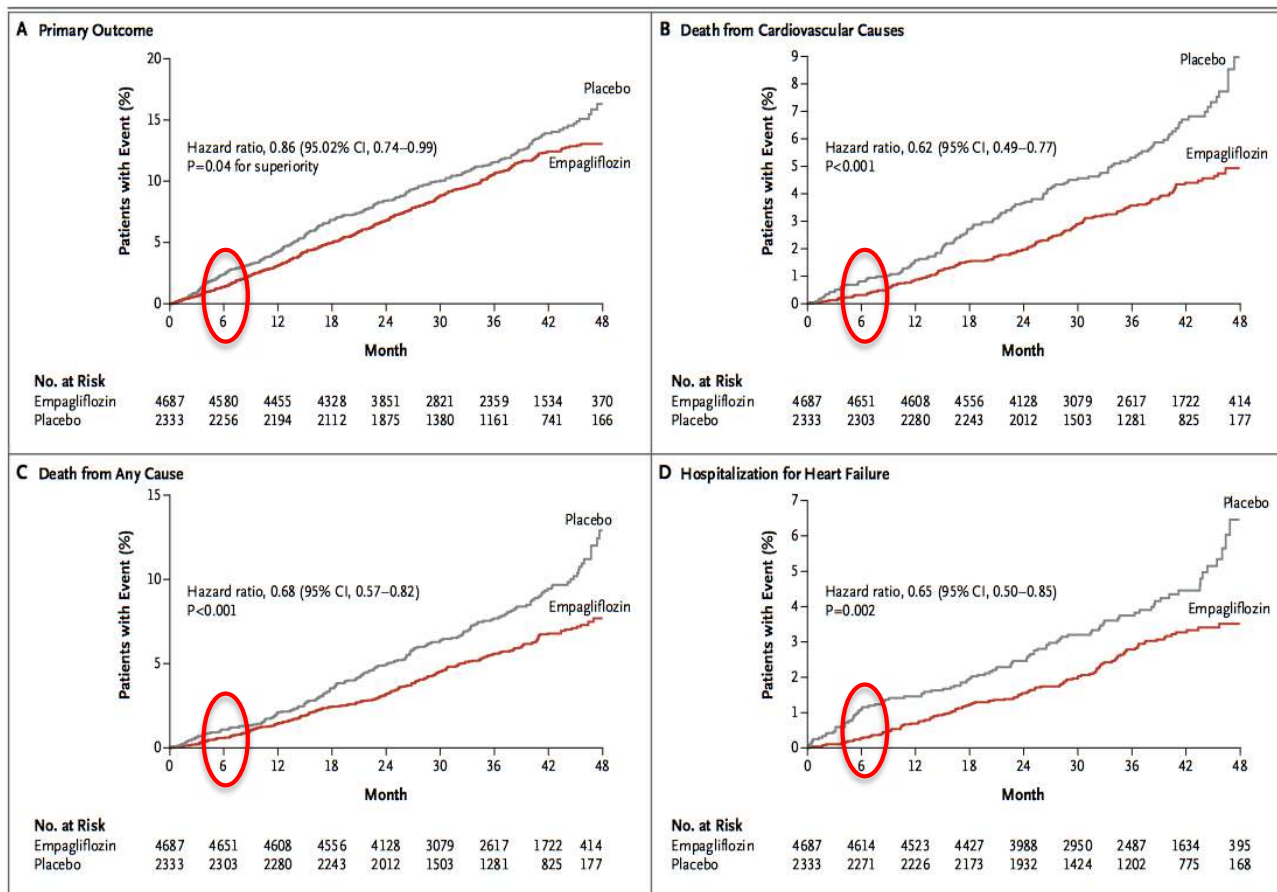 A Primary Outcome
20
15
10
5
0
Patients with Event (%)
Placebo
Hazard ratio, 0.86 (95.02% CI, 0.74–0.99)
P=0.04 for superiority
Empagliflozin
0 6 12 18 24 30 36 42 48
Month
No. at Risk
Empagliflozin 4687 4580 4455 4328 3851 2821 2359 1534 370
Placebo 2333 2256 2194 2112 1875 1380 1161 741 166
B Death from Cardiovascular Causes
9
8
7
6
5
4
3
2
1
0
Patients with Event (%)
Placebo
Hazard ratio, 0.62 (95% CI, 0.49–0.77)
P<0.001
Empagliflozin
0 6 12 18 24 30 36 42 48
Month
No. at Risk
Empagliflozin 4687 4651 4608 4556 4128 3079 2617 1722 414
Placebo 2333 2303 2280 2243 2012 1503 1281 825 177
C Death from Any Cause
15
10
5
0
Patients with Event (%)
Placebo
Hazard ratio, 0.68 (95% CI, 0.57–0.82)
P<0.001
Empagliflozin
0 6 12 18 24 30 36 42 48
Month
No. at Risk
Empagliflozin 4687 4651 4608 4556 4128 3079 2617 1722 414
Placebo 2333 2303 2280 2243 2012 1503 1281 825 177
D Hospitalization for Heart Failure
7
6
5
4
3
2
1
0
Patients with Event (%)
Placebo
Hazard ratio, 0.65 (95% CI, 0.50–0.85)
P=0.002
Empagliflozin
0 6 12 18 24 30 36 42 48
Month
No. at Risk
Empagliflozin 4687 4614 4523 4427 3988 2950 2487 1634 395
Placebo 2333 2271 2226 2173 1932 1424 1202 775 168